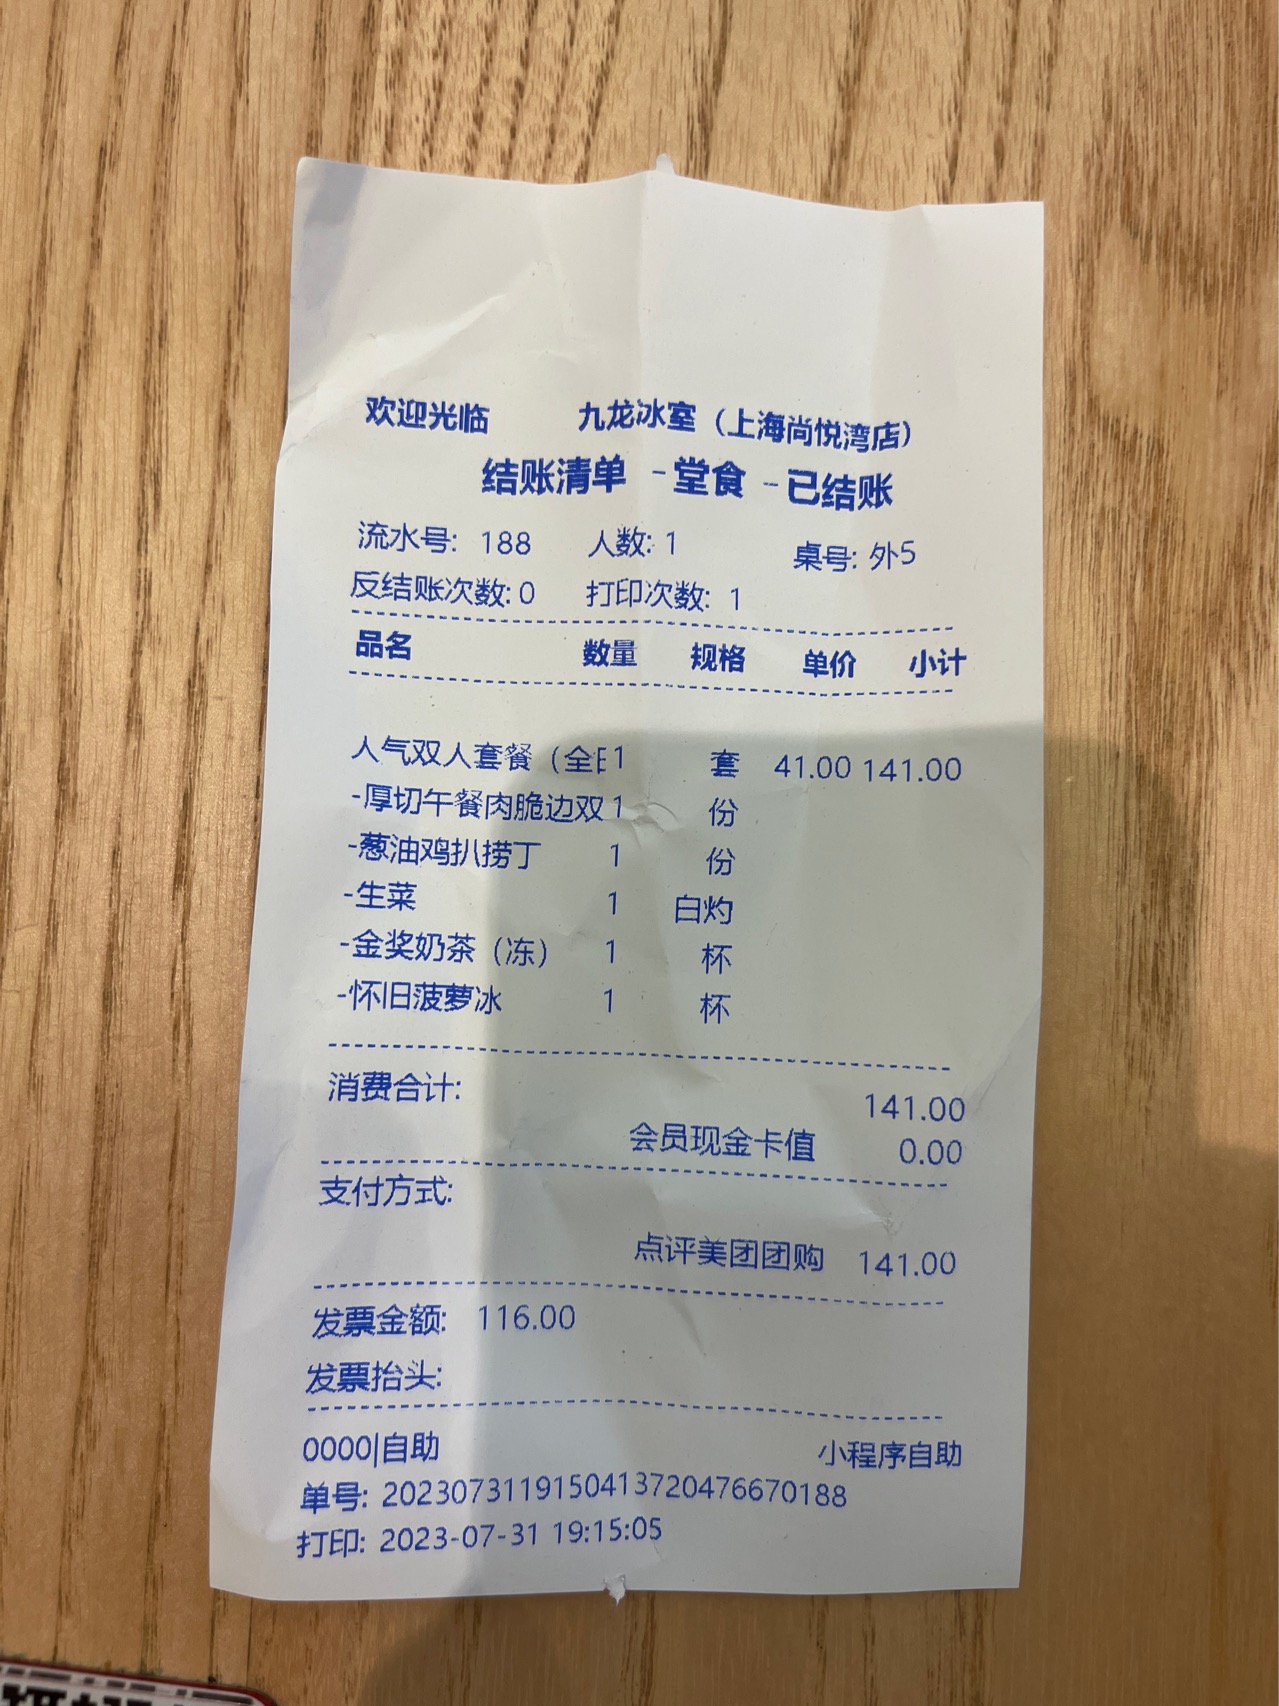 欢迎光临 九龙冰室（上海尚悦湾店）
结账清单 -堂食 -已结账
流水号: 188 人数: 1 桌号: 外5
反结账次数: 0 打印次数: 1
品名 数量 规格 单价 小计
人气双人套餐（全日 1 套 41.00 141.00
-厚切午餐肉脆边双 1 份
-葱油鸡扒捞丁 1 份
-生菜 1 白灼
-金奖奶茶（冻） 1 杯
-怀旧菠萝冰 1 杯
消费合计:
141.00
会员现金卡值 0.00
支付方式:
点评美团团购 141.00
发票金额: 116.00
发票抬头:
0000|自助 小程序自助
单号: 20230731191504137204766​70188
打印: 2023-07-31 19:15:05